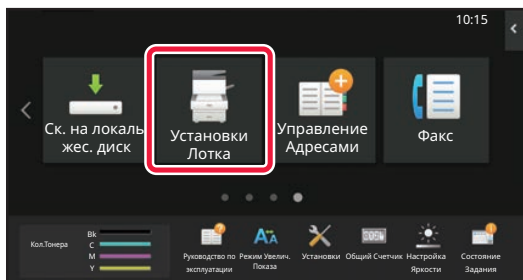 10:15
Ск. на локаль
жес. диск
Установки
Лотка
Управление
Адресами
Факс
Кол.Тонера
Bk
C
M
Y
Руководство по
эксплуатации
Режим Увелич.
Показа
Установки
Общий Счетчик
Настройка
Яркости
Состояние
Задания